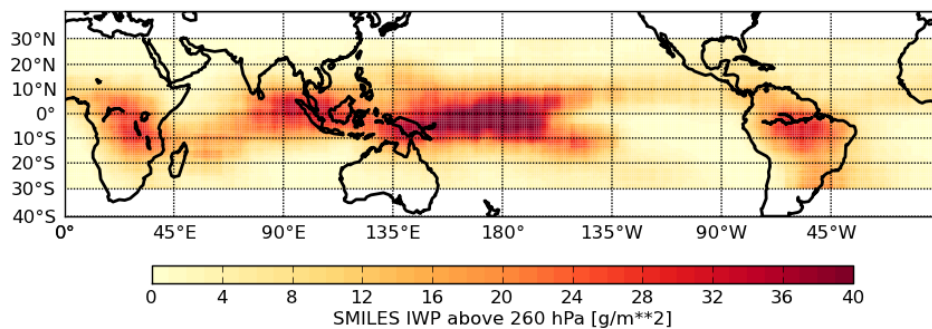 30°N
20°N
10°N
0°
10°S
20°S
30°S
40°S
0° 45°E 90°E 135°E 180° 135°W 90°W 45°W
0 4 8 12 16 20 24 28 32 36 40
SMILES IWP above 260 hPa [g/m**2]